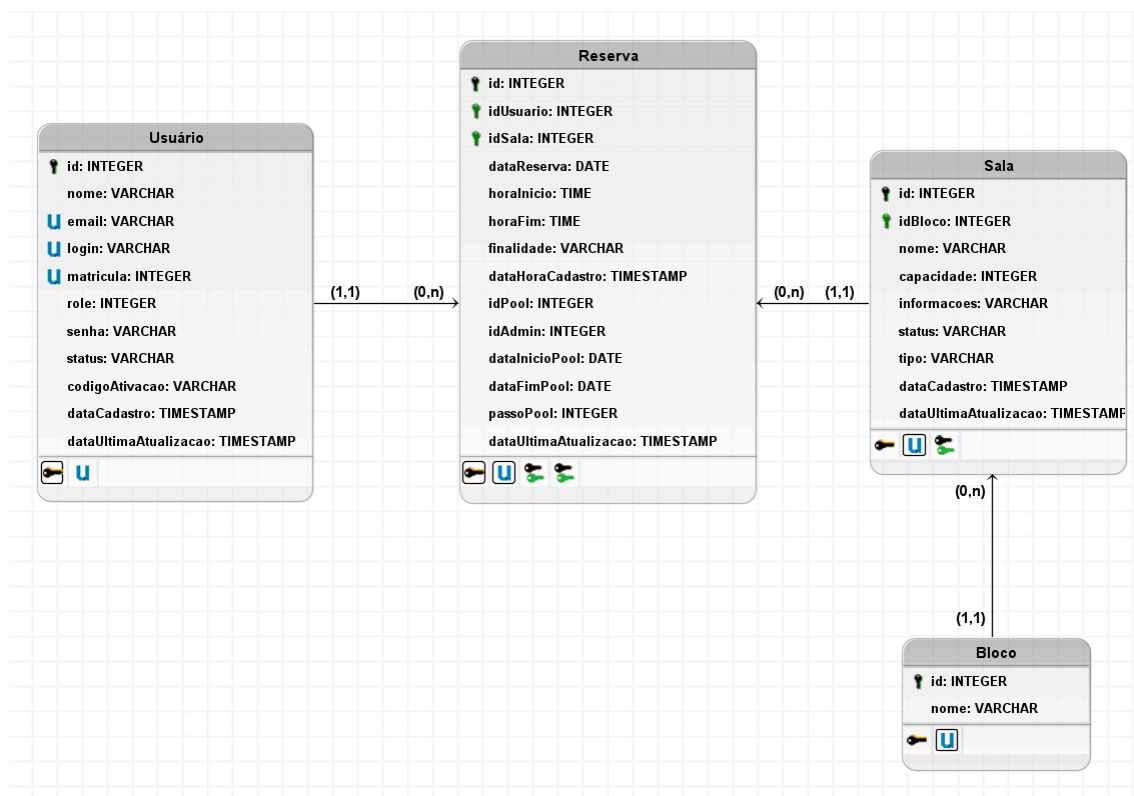 Usuário
id: INTEGER
nome: VARCHAR
U email: VARCHAR
U login: VARCHAR
U matricula: INTEGER
role: INTEGER
senha: VARCHAR
status: VARCHAR
codigoAtivacao: VARCHAR
dataCadastro: TIMESTAMP
dataUltimaAtualizacao: TIMESTAMP
U
(1,1)
(0,n)
Reserva
id: INTEGER
idUsuario: INTEGER
idSala: INTEGER
dataReserva: DATE
horaInicio: TIME
horaFim: TIME
finalidade: VARCHAR
dataHoraCadastro: TIMESTAMP
idPool: INTEGER
idAdmin: INTEGER
dataInicioPool: DATE
dataFimPool: DATE
passoPool: INTEGER
dataUltimaAtualizacao: TIMESTAMP
U
(0,n)
(1,1)
Sala
id: INTEGER
idBloco: INTEGER
nome: VARCHAR
capacidade: INTEGER
informacoes: VARCHAR
status: VARCHAR
tipo: VARCHAR
dataCadastro: TIMESTAMP
dataUltimaAtualizacao: TIMESTAMP
U
(0,n)
(1,1)
Bloco
id: INTEGER
nome: VARCHAR
U